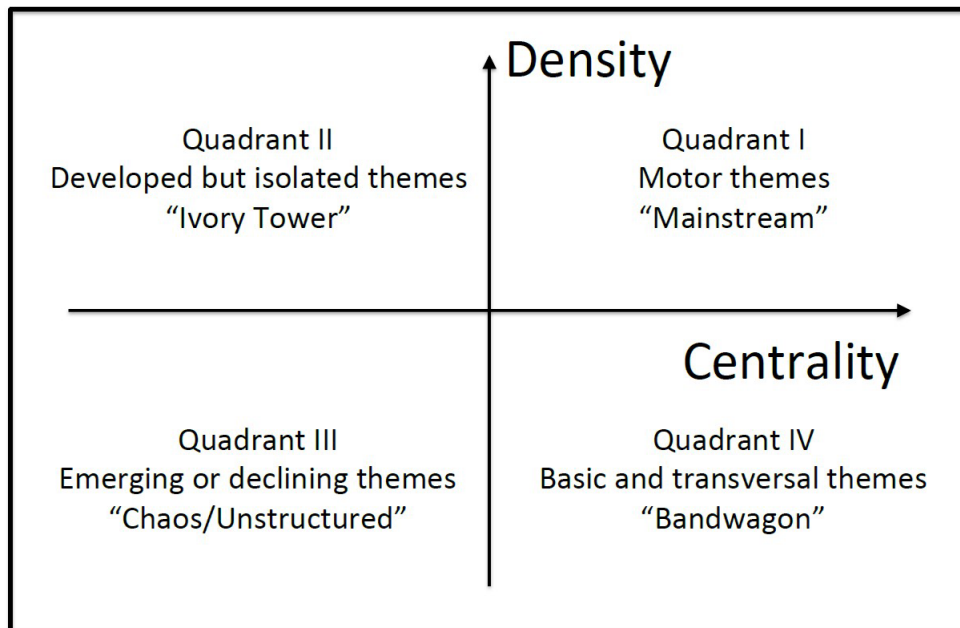 Density
Quadrant II
Developed but isolated themes
“Ivory Tower”
Quadrant I
Motor themes
“Mainstream”
Centrality
Quadrant III
Emerging or declining themes
“Chaos/Unstructured”
Quadrant IV
Basic and transversal themes
“Bandwagon”